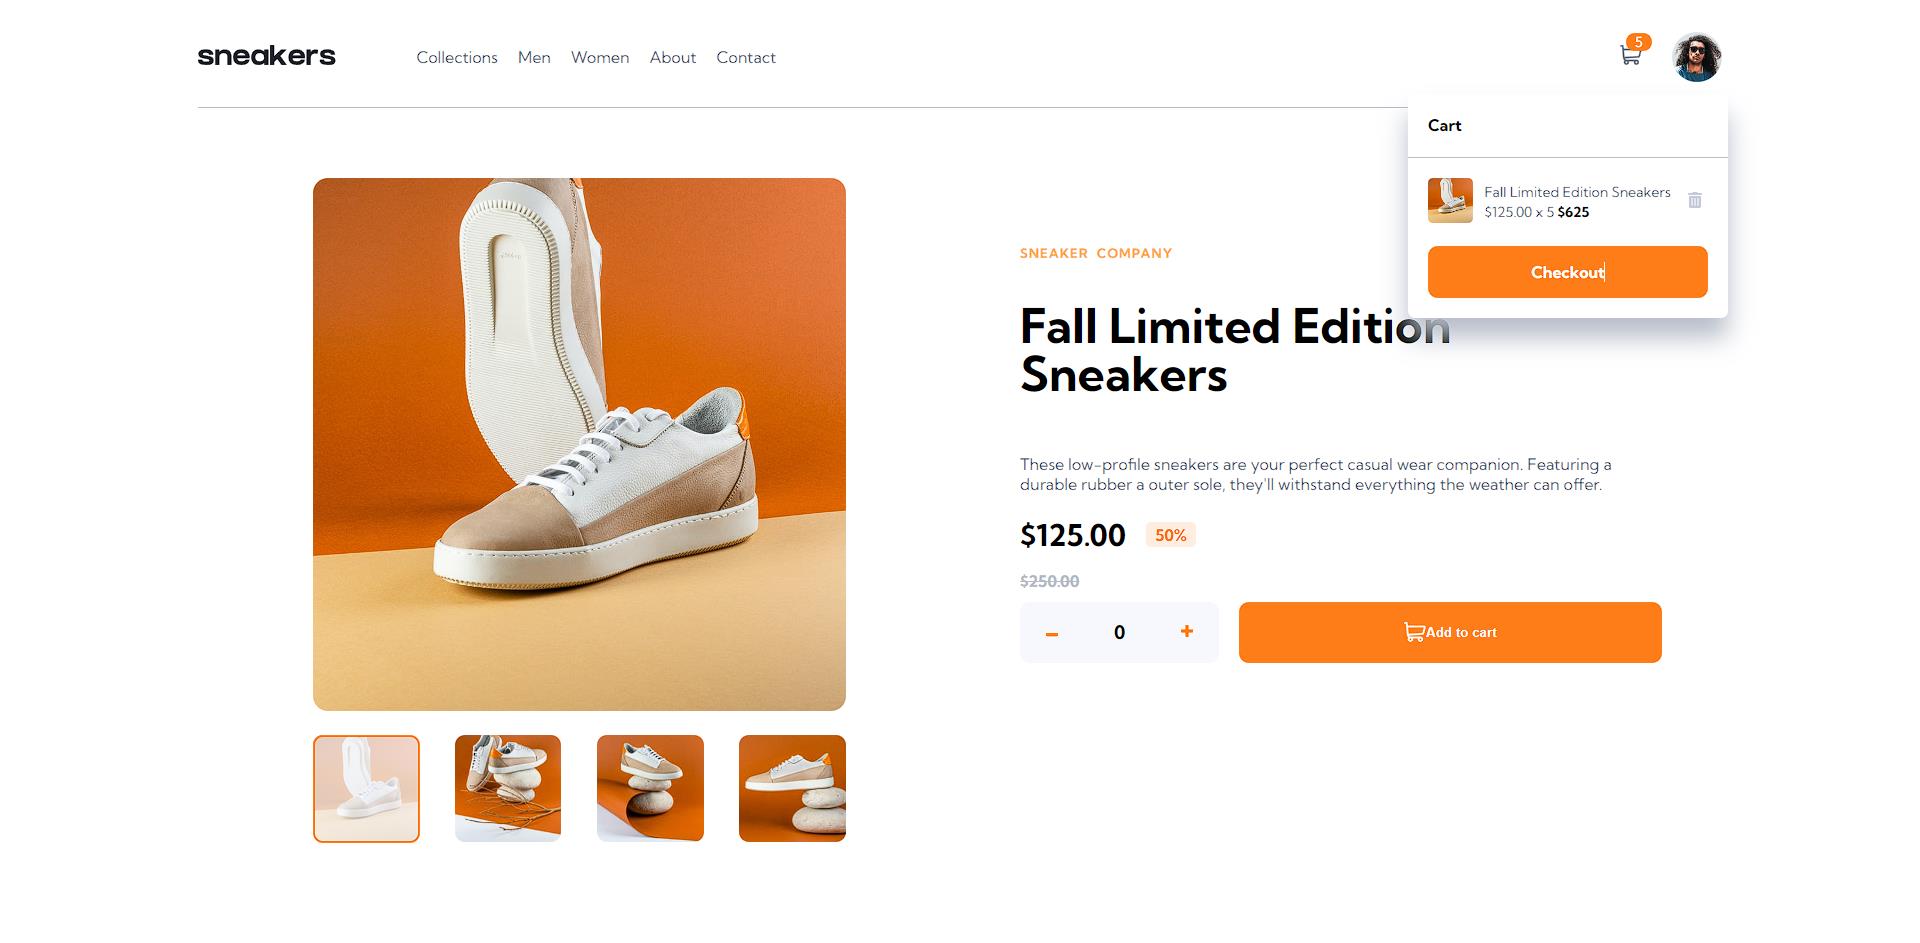 sneakers
Collections Men Women About Contact
5
Cart
Fall Limited Edition Sneakers
$125.00 x 5 $625
Checkout
SNEAKER COMPANY
Fall Limited Edition
Sneakers
These low-profile sneakers are your perfect casual wear companion. Featuring a
durable rubber a outer sole, they'll withstand everything the weather can offer.
$125.00 50%
$250.00
0
Add to cart